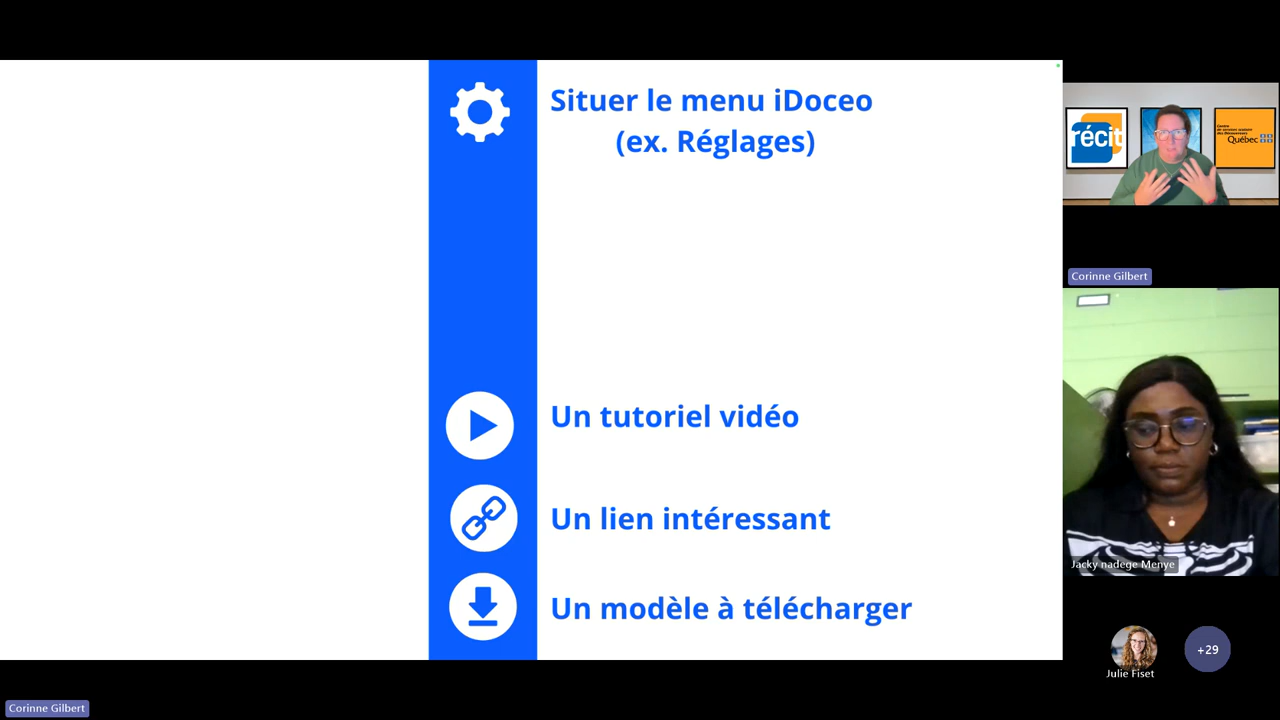 Situer le menu iDoceo
(ex. Réglages)
Un tutoriel vidéo
Un lien intéressant
Un modèle à télécharger
récit
Québec
Corinne Gilbert
Jacky nadege Menye
Julie Fiset
+29
Corinne Gilbert